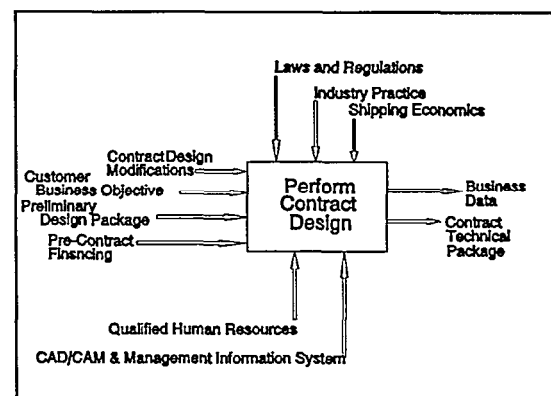 Laws and Regulations
Industry Practice
Shipping Economics
Contract Design
Modifications
Customer
Business Objective
Preliminary
Design Package
Pre-Contract
Financing
Perform
Contract
Design
Business
Data
Contract
Technical
Package
Qualified Human Resources
CAD/CAM & Management Information System